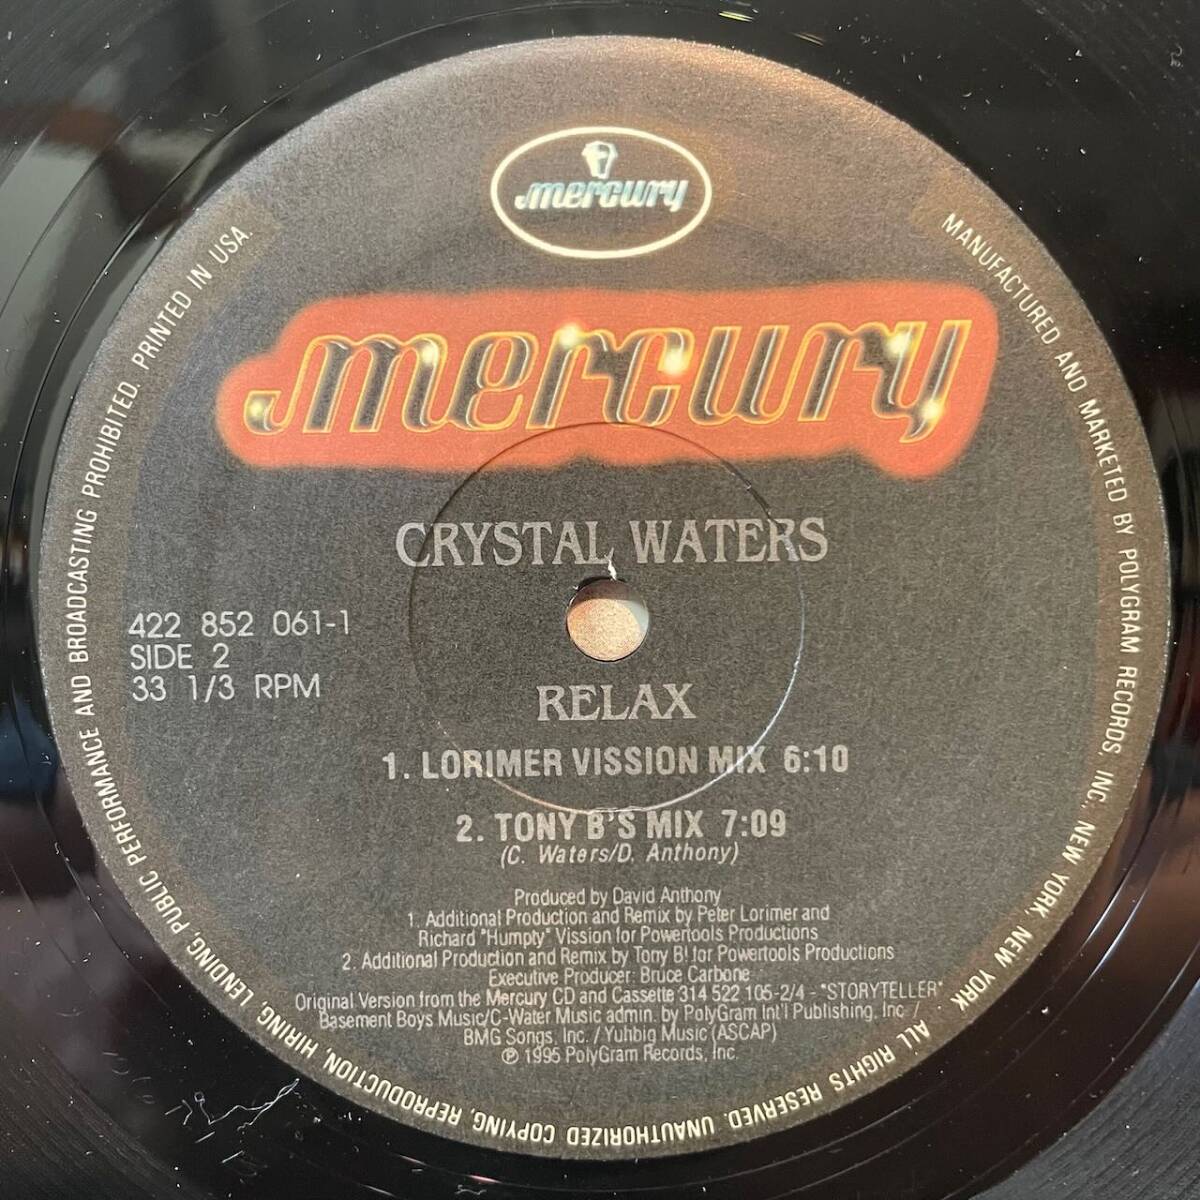 mercury
mercury
CRYSTAL WATERS
422 852 061-1
SIDE 2
33 1/3 RPM
RELAX
1. LORIMER VISSION MIX 6:10
2. TONY B'S MIX 7:09
(C. Waters/D. Anthony)
Produced by David Anthony
1. Additional Production and Remix by Peter Lorimer and
Richard "Humpty" Vission for Powertools Productions
2. Additional Production and Remix by Tony B! for Powertools Productions
Executive Producer: Bruce Carbone
Original Version from the Mercury CD and Cassette 314 522 105-2/4 - "STORYTELLER"
Basement Boys Music/C-Water Music admin. by PolyGram Int'l Publishing, Inc. /
BMG Songs, Inc. / Yuhbig Music (ASCAP)
℗ 1995 PolyGram Records, Inc.
MANUFACTURED AND MARKETED BY POLYGRAM RECORDS, INC., NEW YORK, NEW YORK. ALL RIGHTS RESERVED. UNAUTHORIZED COPYING, REPRODUCTION, HIRING, LENDING, PUBLIC PERFORMANCE AND BROADCASTING PROHIBITED. PRINTED IN USA.